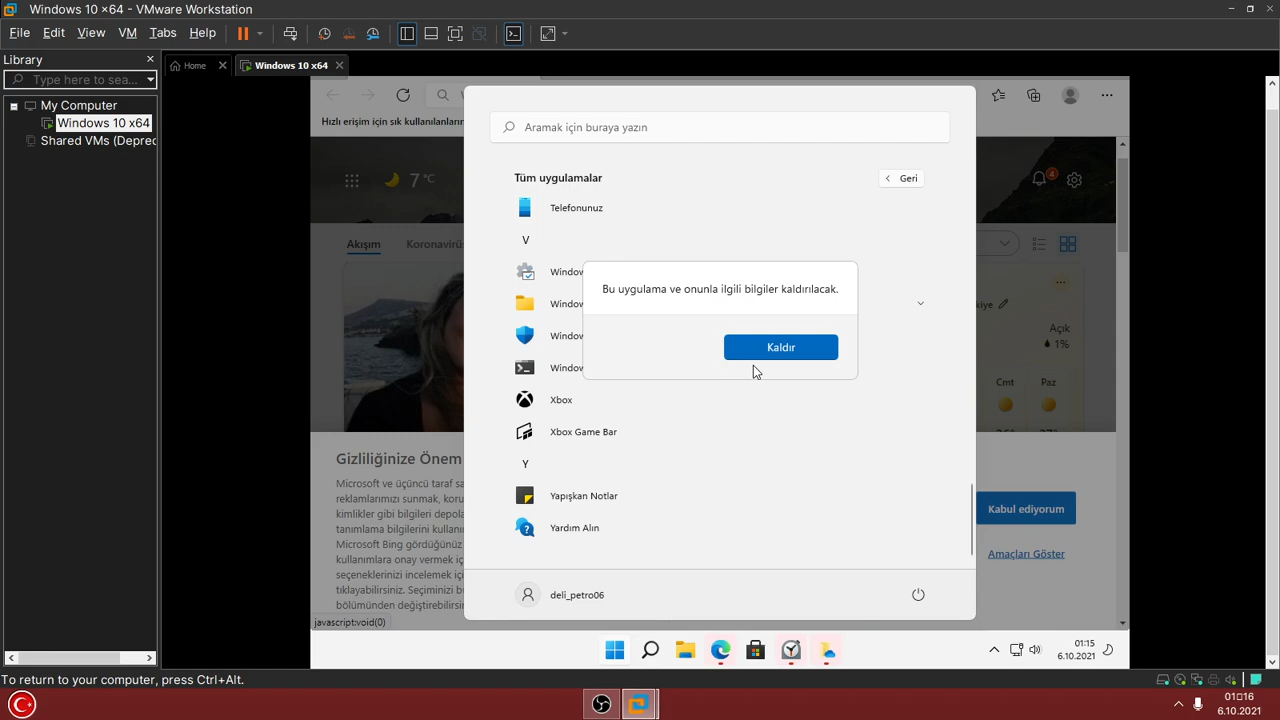 Windows 10 ×64 - VMware Workstation
File Edit View VM Tabs Help
Library
Type here to sea...
My Computer
Windows 10 x64
Shared VMs (Deprec
Home
Windows 10 x64
Hızlı erişim için sık kullanılanların
7 °C
4
Akışım
Koronavirüs
kiye
Açık
1%
Cmt
Paz
Gizliliğinize Önem
Microsoft ve üçüncü taraf sa
reklamlarımızı sunmak, koru
kimlikler gibi bilgileri depola
tanımlama bilgilerini kullanı
Microsoft Bing gördüğünüz
kullanımlara onay vermek iç
seçeneklerinizi incelemek iç
tıklayabilirsiniz. Seçiminizi b
bölümünden değiştirebilirsin
javascript:void(0)
Kabul ediyorum
Amaçları Göster
Aramak için buraya yazın
Tüm uygulamalar
Geri
Telefonunuz
V
Window
Window
Window
Window
Xbox
Xbox Game Bar
Y
Yapışkan Notlar
Yardım Alın
Bu uygulama ve onunla ilgili bilgiler kaldırılacak.
Kaldır
deli_petro06
01:15
6.10.2021
To return to your computer, press Ctrl+Alt.
01:16
6.10.2021